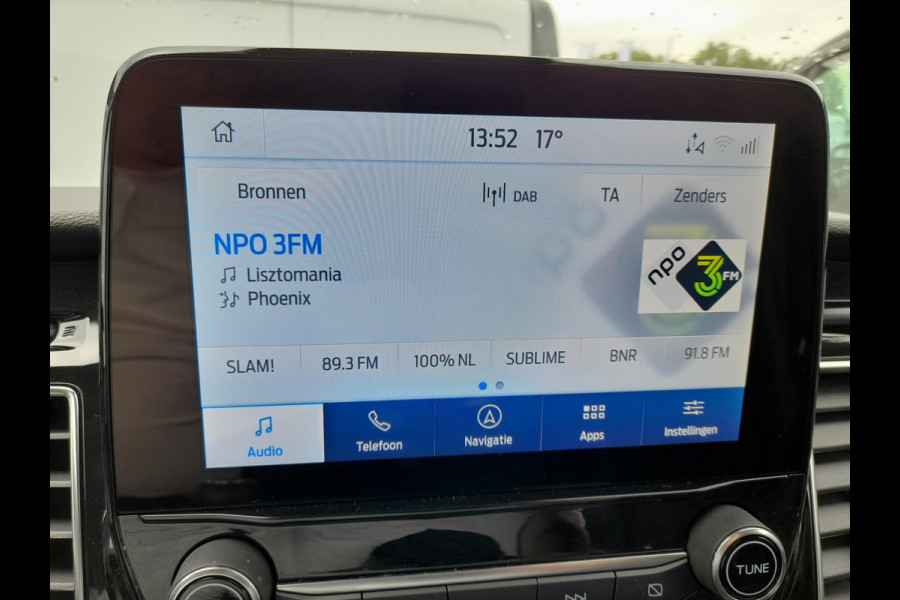 13:52 17°
Bronnen DAB TA Zenders
NPO 3FM
Lisztomania
Phoenix
npo 3FM
SLAM! 89.3 FM 100% NL SUBLIME BNR 91.8 FM
Audio Telefoon Navigatie Apps Instellingen
TUNE